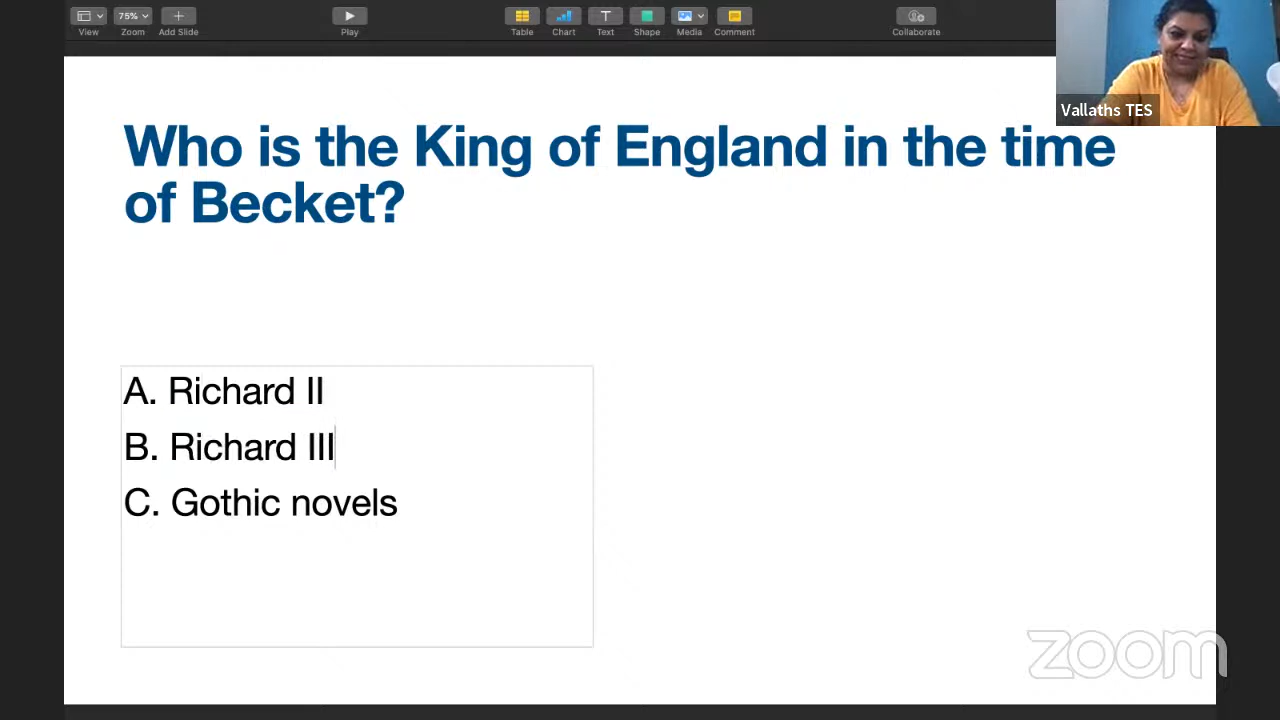 View
75%
Zoom
Add Slide
Play
Table
Chart
Text
Shape
Media
Comment
Collaborate
Vallaths TES
Who is the King of England in the time
of Becket?
A. Richard II
B. Richard III
C. Gothic novels
zoom